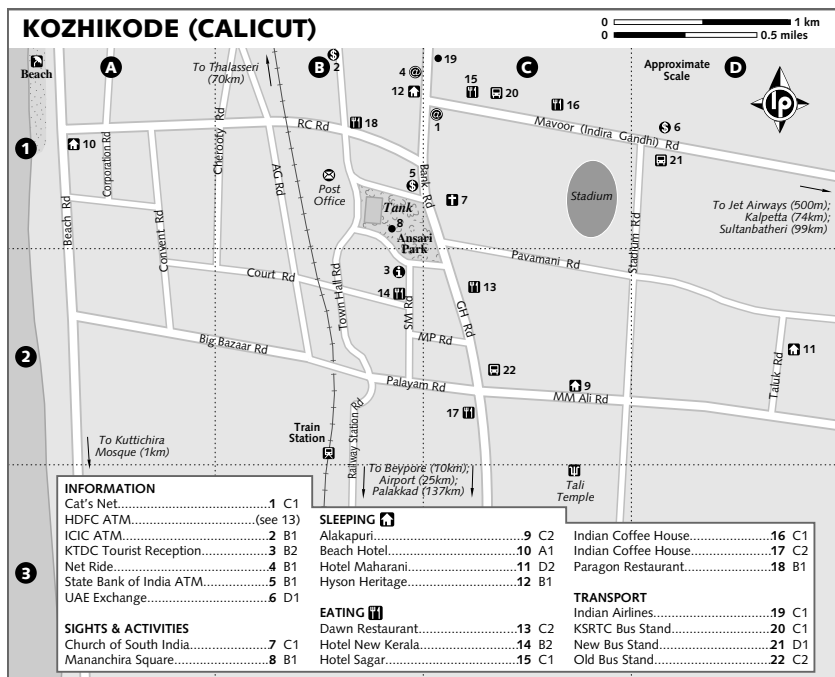 KOZHIKODE (CALICUT)
0 1 km
0 0.5 miles
Approximate
Scale
A
B
C
D
1
2
3
lp
Beach
To Thalasseri
(70km)
2
4
12
19
15
20
16
6
21
1
18
10
RC Rd
Mavoor (Indira Gandhi) Rd
Corporation Rd
Cherooty Rd
AG Rd
Post
Office
5
Tank
8
Ansari
Park
Bank Rd
7
Stadium
To Jet Airways (500m);
Kalpetta (74km);
Sultanbatheri (99km)
Beach Rd
Convent Rd
Court Rd
Town Hall Rd
3
14
SM Rd
GH Rd
13
Pavamani Rd
Stadium Rd
MP Rd
Big Bazaar Rd
Palayam Rd
22
9
MM Ali Rd
Taluk Rd
11
17
Train
Station
Railway Station Rd
To Kuttichira
Mosque (1km)
To Beypore (10km);
Airport (25km);
Palakkad (137km)
Tali
Temple
INFORMATION
Cat's Net 1 C1
HDFC ATM (see 13)
ICIC ATM 2 B1
KTDC Tourist Reception 3 B2
Net Ride 4 B1
State Bank of India ATM 5 B1
UAE Exchange 6 D1
SIGHTS & ACTIVITIES
Church of South India 7 C1
Mananchira Square 8 B1
SLEEPING
Alakapuri 9 C2
Beach Hotel 10 A1
Hotel Maharani 11 D2
Hyson Heritage 12 B1
EATING
Dawn Restaurant 13 C2
Hotel New Kerala 14 B2
Hotel Sagar 15 C1
Indian Coffee House 16 C1
Indian Coffee House 17 C2
Paragon Restaurant 18 B1
TRANSPORT
Indian Airlines 19 C1
KSRTC Bus Stand 20 C1
New Bus Stand 21 D1
Old Bus Stand 22 C2